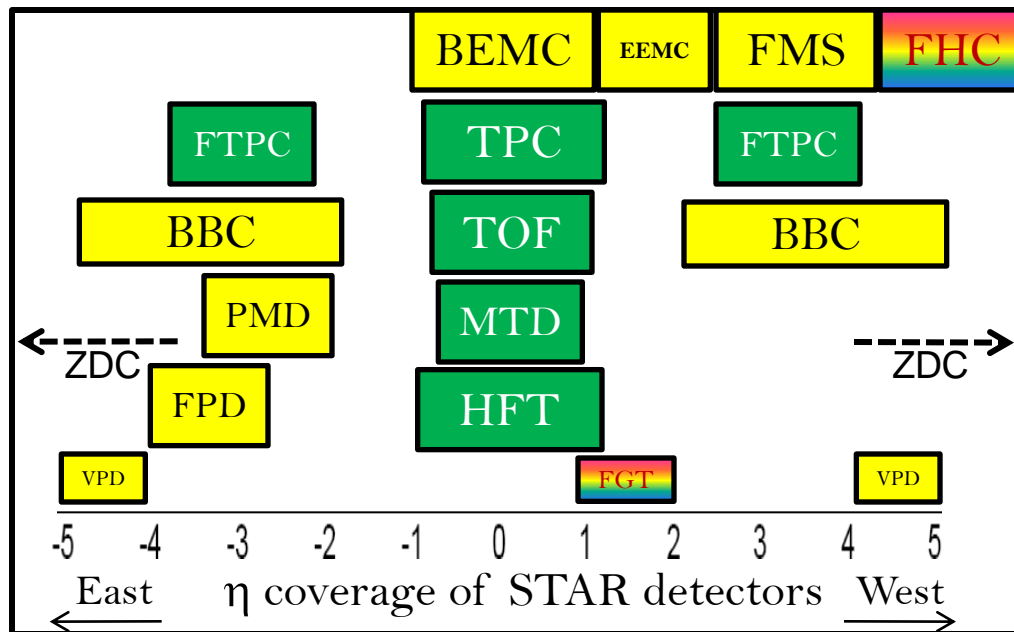 BEMC EEMC FMS FHC
FTPC TPC FTPC
BBC TOF BBC
PMD MTD
ZDC ZDC
FPD HFT
VPD FGT VPD
-5 -4 -3 -2 -1 0 1 2 3 4 5
East η coverage of STAR detectors West